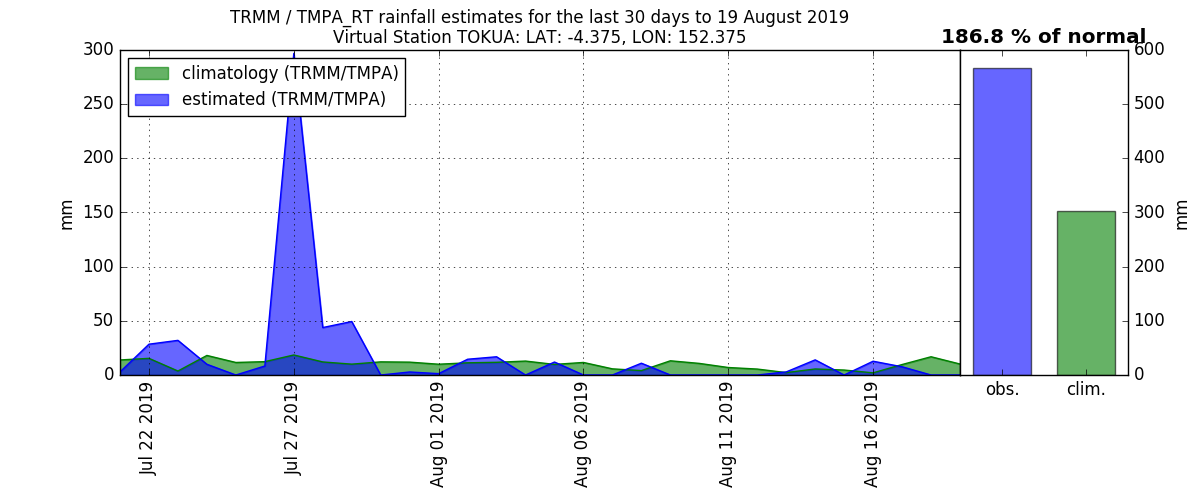 TRMM / TMPA_RT rainfall estimates for the last 30 days to 19 August 2019
Virtual Station TOKUA: LAT: -4.375, LON: 152.375
186.8 % of normal
climatology (TRMM/TMPA)
estimated (TRMM/TMPA)
300
250
200
150
100
50
0
mm
Jul 22 2019
Jul 27 2019
Aug 01 2019
Aug 06 2019
Aug 11 2019
Aug 16 2019
600
500
400
300
200
100
0
mm
obs.
clim.